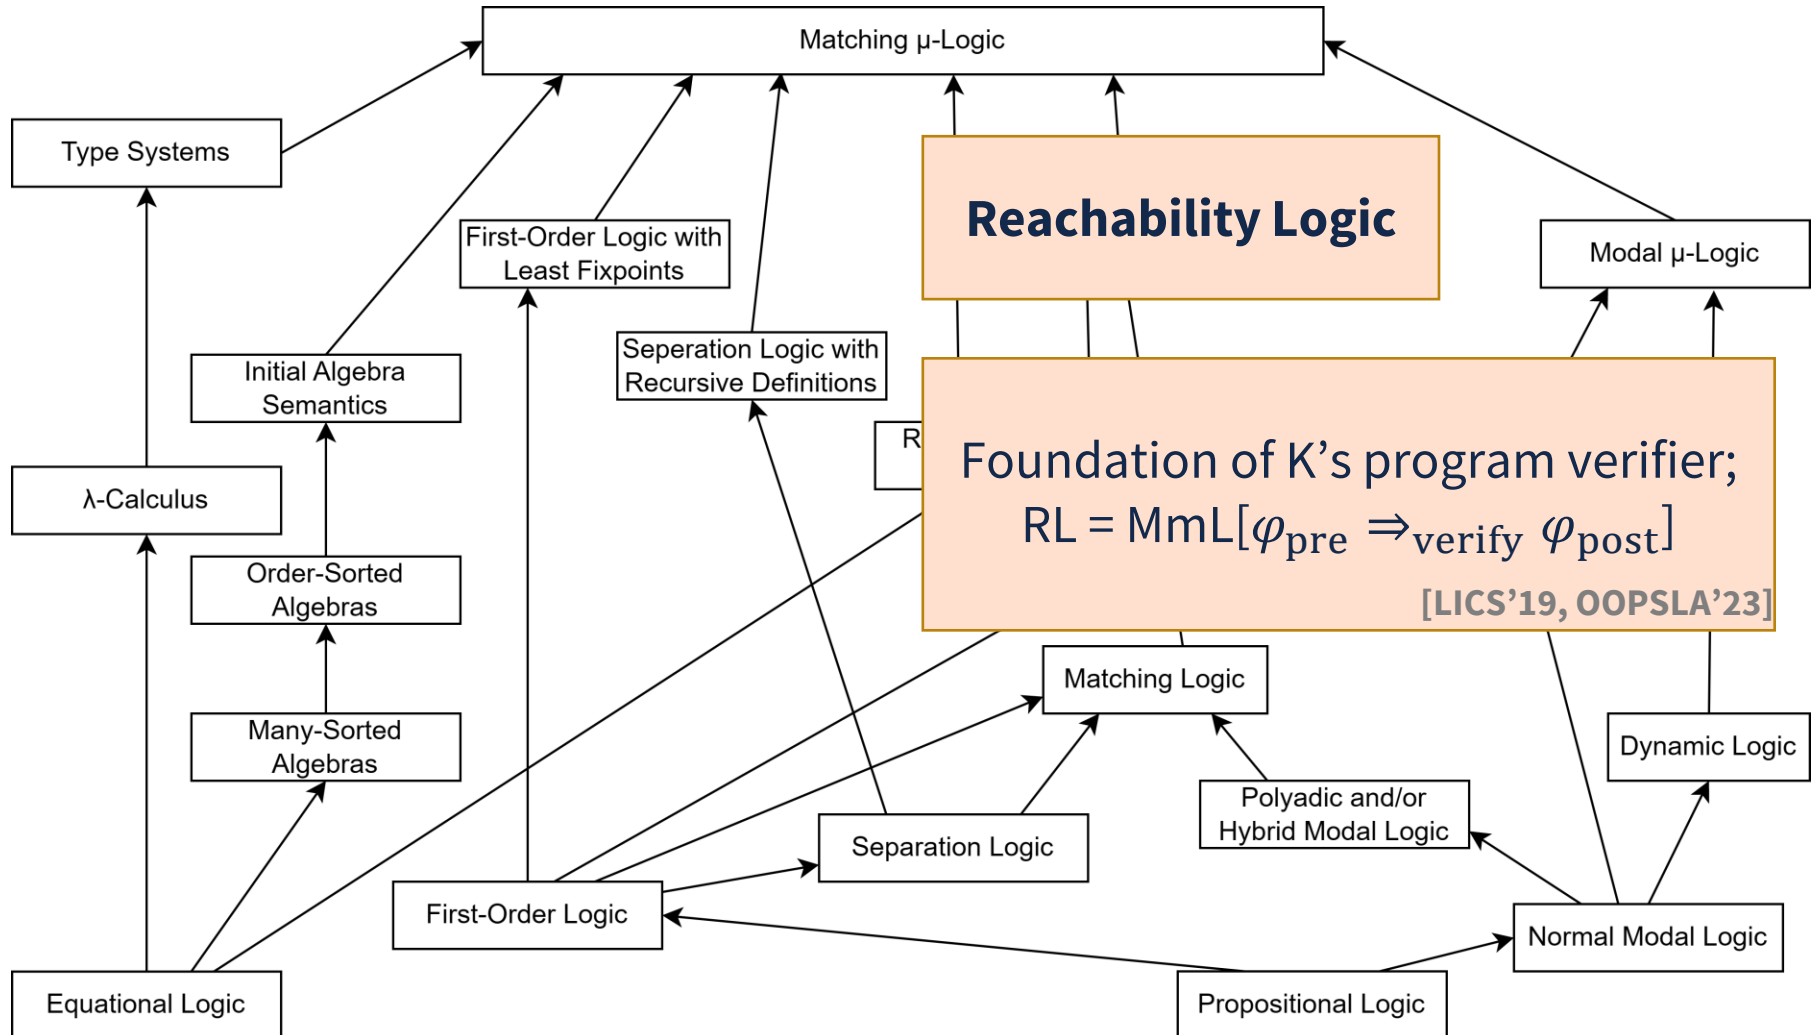 Matching μ-Logic
Type Systems
Reachability Logic
First-Order Logic with
Least Fixpoints
Modal μ-Logic
Seperation Logic with
Recursive Definitions
Initial Algebra
Semantics
R
Foundation of K’s program verifier;
RL = MmL[φpre ⇒verify φpost]
[LICS’19, OOPSLA’23]
λ-Calculus
Order-Sorted
Algebras
Matching Logic
Many-Sorted
Algebras
Dynamic Logic
Polyadic and/or
Hybrid Modal Logic
Separation Logic
First-Order Logic
Normal Modal Logic
Equational Logic
Propositional Logic